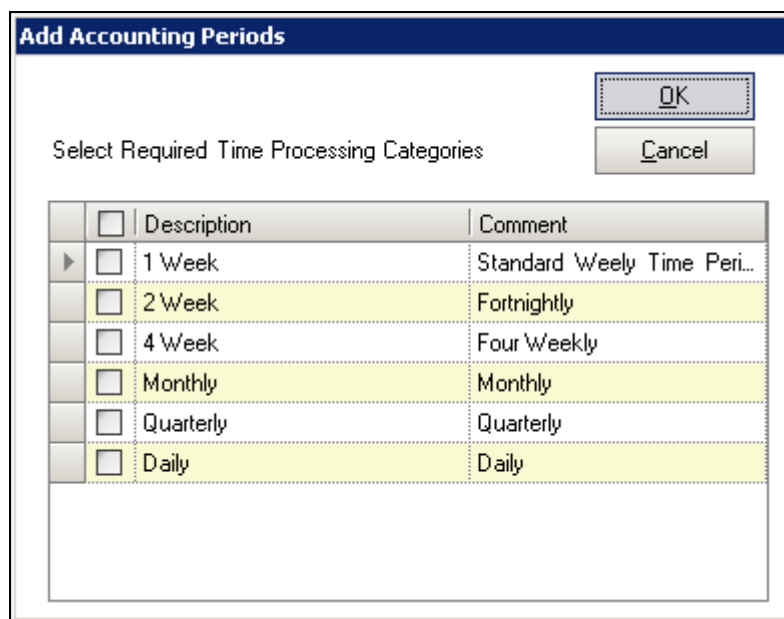 Add Accounting Periods
OK
Select Required Time Processing Categories
Cancel
Description Comment
1 Week Standard Weely Time Peri...
2 Week Fortnightly
4 Week Four Weekly
Monthly Monthly
Quarterly Quarterly
Daily Daily